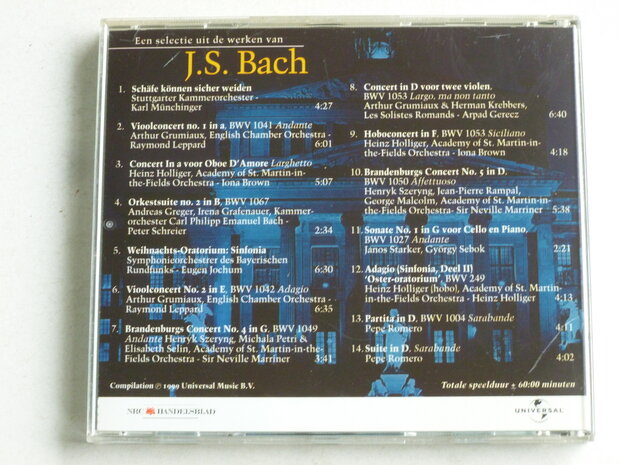 Een selectie uit de werken van
J.S. Bach
1. Schäfe können sicher weiden
Stuttgarter Kammerorchester -
Karl Münchinger 4:27
2. Vioolconcert no. 1 in a, BWV 1041 Andante
Arthur Grumiaux, English Chamber Orchestra -
Raymond Leppard 6:01
3. Concert In a voor Oboe D'Amore Larghetto
Heinz Holliger, Academy of St. Martin-in-
the-Fields Orchestra - Iona Brown 5:07
4. Orkestsuite no. 2 in B, BWV 1067
Andreas Greger, Irena Grafenauer, Kammer-
orchester Carl Philipp Emanuel Bach -
Peter Schreier 2:34
5. Weihnachts-Oratorium: Sinfonia
Symphonieorchester des Bayerischen
Rundfunks - Eugen Jochum 6:30
6. Vioolconcert No. 2 in E, BWV 1042 Adagio
Arthur Grumiaux, English Chamber Orchestra -
Raymond Leppard 6:35
7. Brandenburgs Concert No. 4 in G, BWV 1049
Andante Henryk Szeryng, Michala Petri &
Elisabeth Selin, Academy of St. Martin-in-the-
Fields Orchestra - Sir Neville Marriner 3:41
8. Concert in D voor twee violen,
BWV 1053 Largo, ma non tanto
Arthur Grumiaux & Herman Krebbers,
Les Solistes Romands - Arpad Gerecz 6:40
9. Hoboconcert in F, BWV 1053 Siciliano
Heinz Holliger, Academy of St. Martin-
in-the-Fields Orchestra - Iona Brown 4:18
10. Brandenburgs Concert No. 5 in D,
BWV 1050 Affettuoso
Henryk Szeryng, Jean-Pierre Rampal,
George Malcolm, Academy of St. Martin-in-
the-Fields Orchestra - Sir Neville Marriner 5:38
11. Sonate No. 1 in G voor Cello en Piano,
BWV 1027 Andante
János Starker, György Sebok 2:21
12. Adagio (Sinfonia, Deel II)
'Oster-oratorium', BWV 249
Heinz Holliger (hobo), Academy of St. Martin-
in-the-Fields Orchestra - Heinz Holliger 4:13
13. Partita in D, BWV 1004 Sarabande
Pepe Romero 4:11
14. Suite in D, Sarabande
Pepe Romero 4:02
Compilation ℗ 1999 Universal Music B.V.
Totale speelduur ± 60:00 minuten
NRC HANDELSBLAD
UNIVERSAL